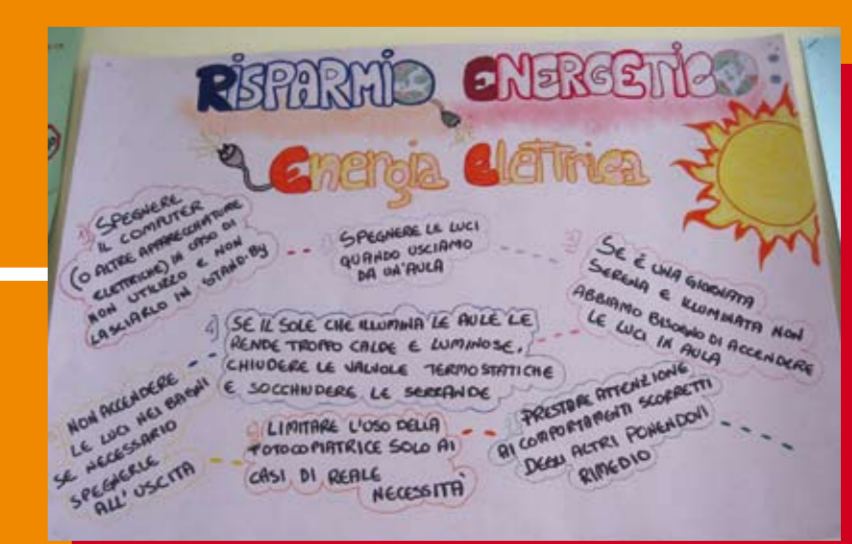 RISPARMIO ENERGETICO
ENERGIA ELETTRICA
1) SPEGNERE
IL COMPUTER
(O ALTRE APPARECCHIATURE
ELETTRICHE) IN CASO DI
NON UTILIZZO E NON
LASCIARLO IN STAND-BY
SPEGNERE LE LUCI
QUANDO USCIAMO
DA UN'AULA
SE È UNA GIORNATA
SERENA E ILLUMINATA NON
ABBIAMO BISOGNO DI ACCENDERE
LE LUCI IN AULA
4) SE IL SOLE CHE ILLUMINA LE AULE LE
RENDE TROPPO CALDE E LUMINOSE,
CHIUDERE LE VALVOLE TERMOSTATICHE
E SOCCHIUDERE LE SERRANDE
NON ACCENDERE
LE LUCI NEI BAGNI
SE NECESSARIO
SPEGNERLE
ALL'USCITA
6) LIMITARE L'USO DELLA
FOTOCOPIATRICE SOLO AI
CASI DI REALE
NECESSITÀ
PRESTARE ATTENZIONE
AI COMPORTAMENTI SCORRETTI
DEGLI ALTRI PONENDOVI
RIMEDIO